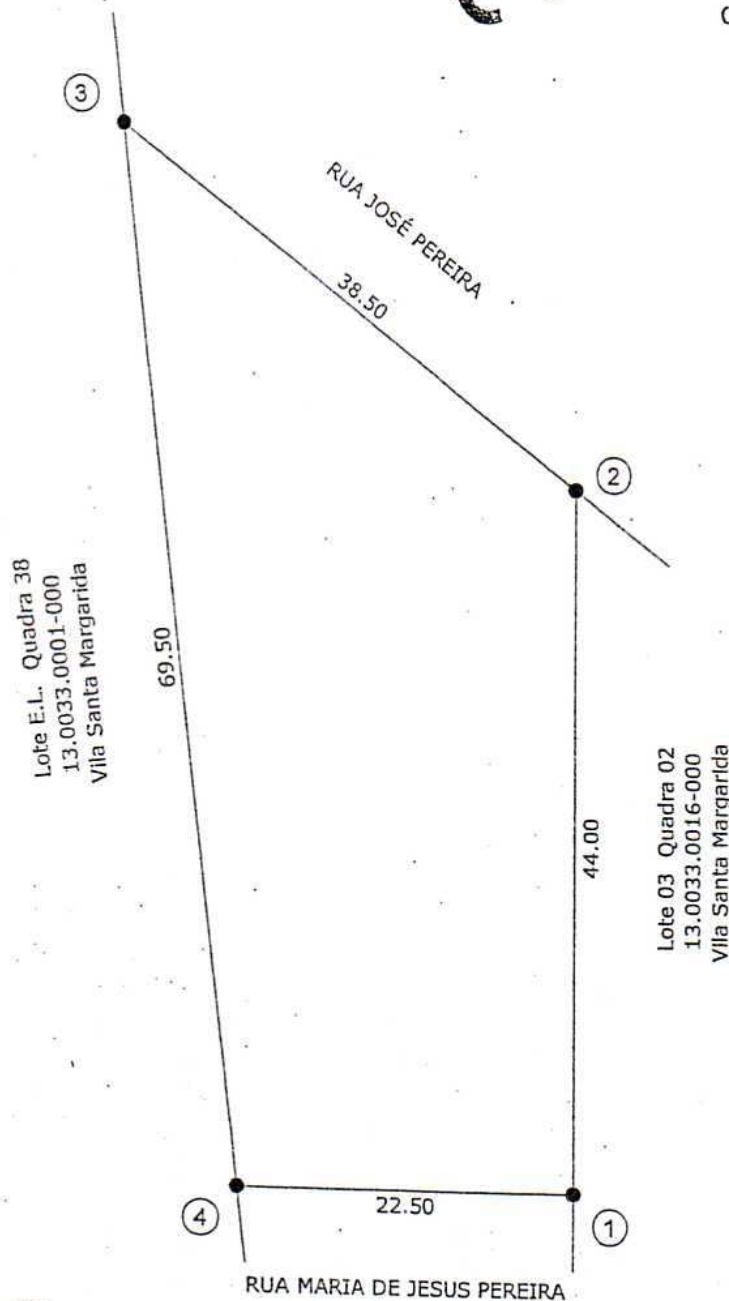 3
RUA JOSÉ PEREIRA
38.50
2
Lote E.L. Quadra 38
13.0033.0001-000
Vila Santa Margarida
69.50
44.00
Lote 03 Quadra 02
13.0033.0016-000
Vila Santa Margarida
4
22.50
1
RUA MARIA DE JESUS PEREIRA